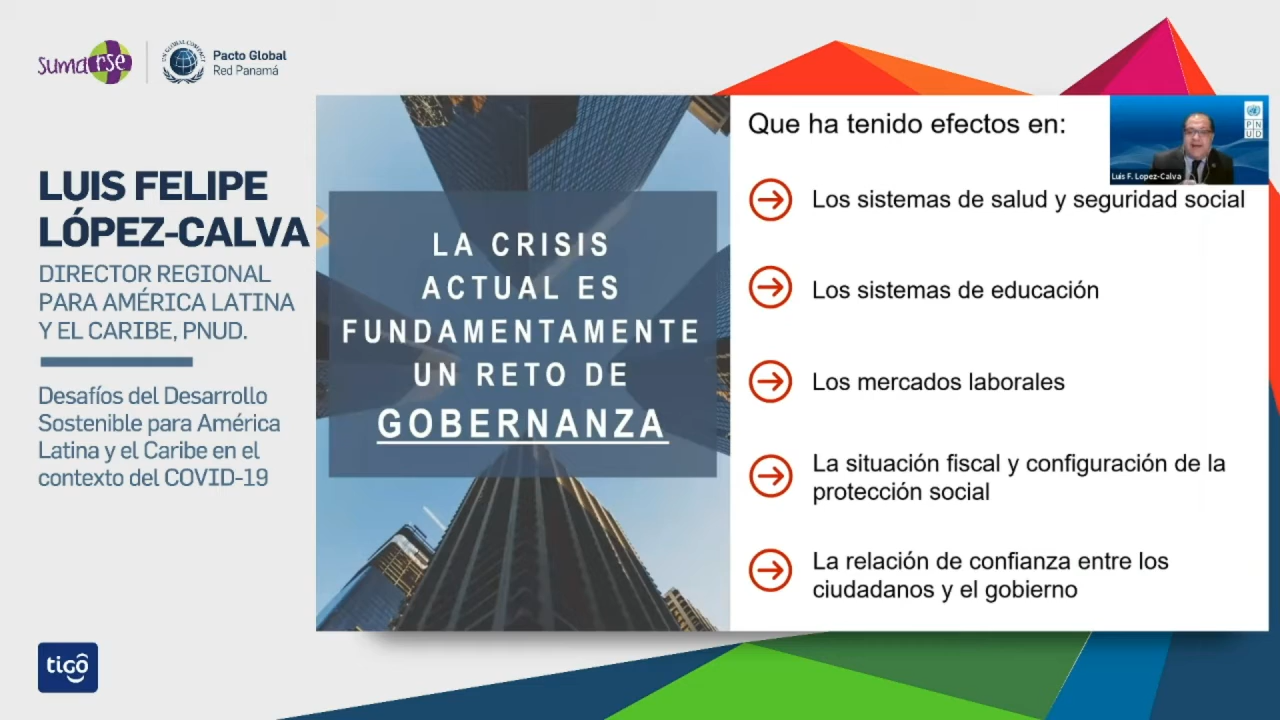 sumarse
UN GLOBAL COMPACT
Pacto Global
Red Panamá
LUIS FELIPE
LÓPEZ-CALVA
DIRECTOR REGIONAL
PARA AMÉRICA LATINA
Y EL CARIBE, PNUD.
Desafíos del Desarrollo
Sostenible para América
Latina y el Caribe en el
contexto del COVID-19
tigo
LA CRISIS
ACTUAL ES
FUNDAMENTAMENTE
UN RETO DE
GOBERNANZA
Que ha tenido efectos en:
Los sistemas de salud y seguridad social
Los sistemas de educación
Los mercados laborales
La situación fiscal y configuración de la
protección social
La relación de confianza entre los
ciudadanos y el gobierno
P N
U D
Luis F. Lopez-Calva